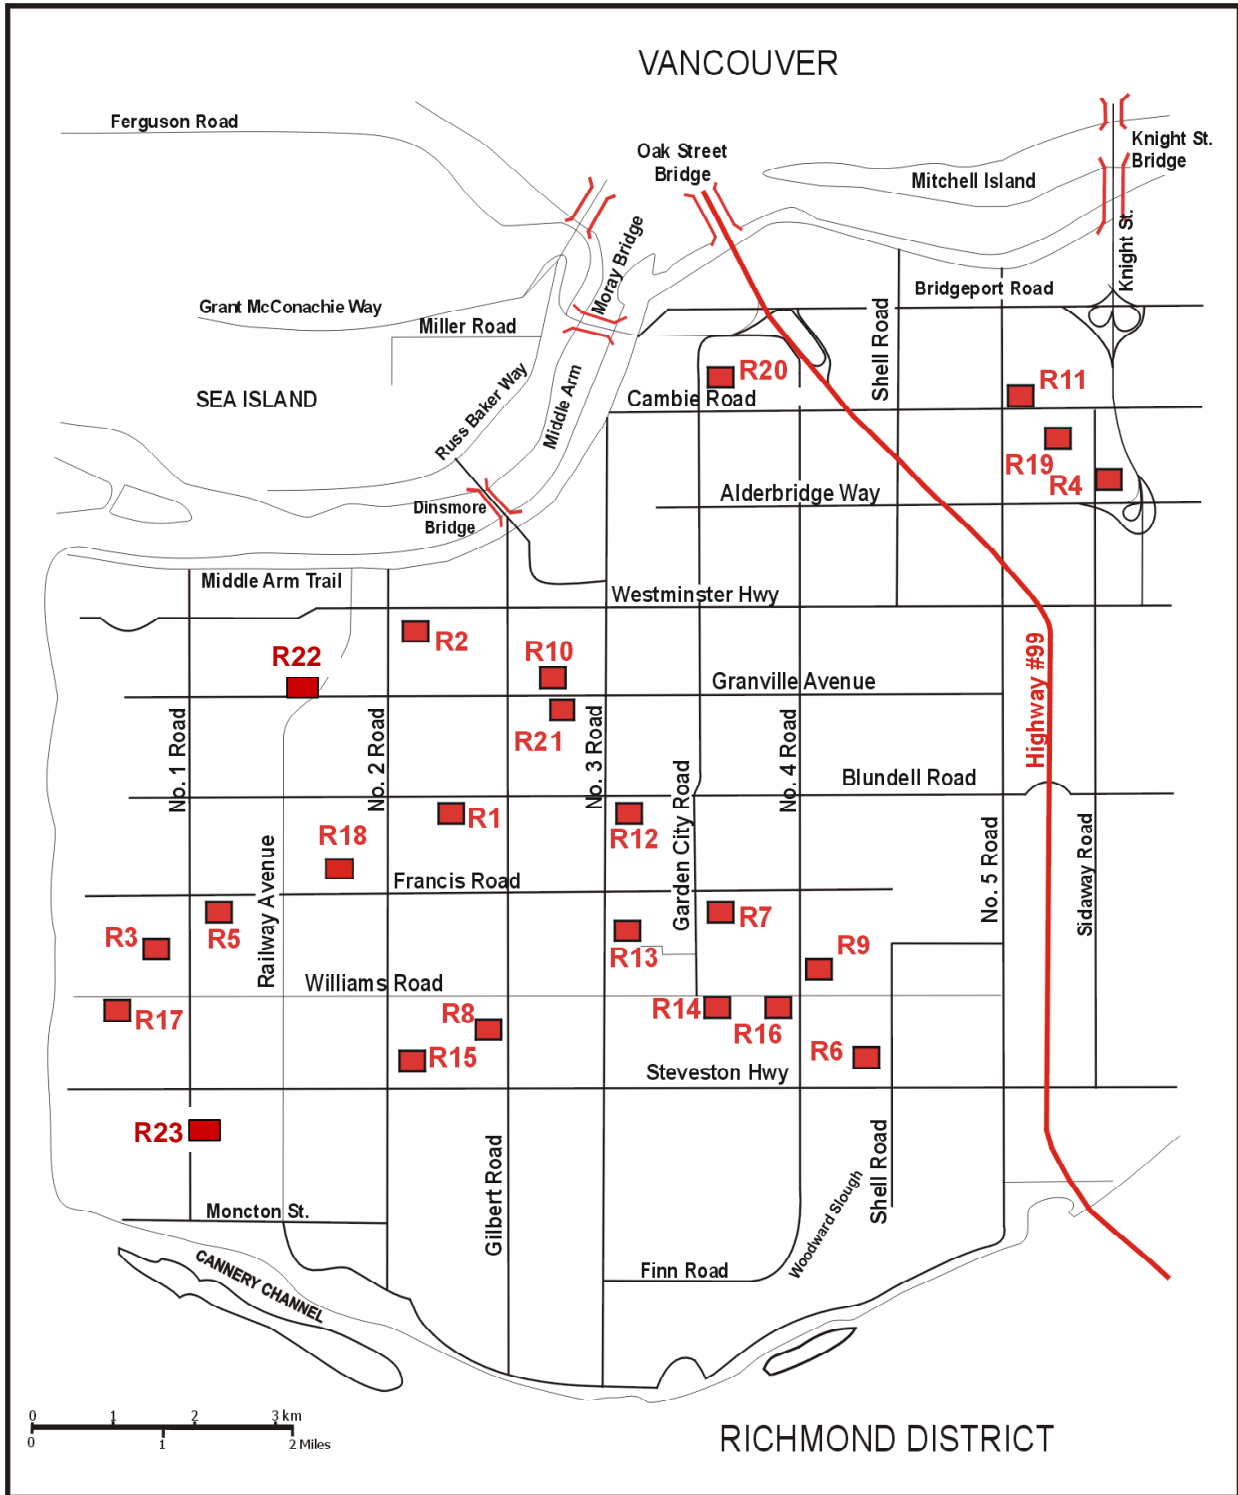 VANCOUVER
Ferguson Road
Oak Street
Bridge
Knight St.
Bridge
Mitchell Island
Moray Bridge
Knight St.
Bridgeport Road
Grant McConachie Way
Miller Road
Shell Road
R20
R11
SEA ISLAND
Russ Baker Way
Middle Arm
Cambie Road
R19
R4
Alderbridge Way
Dinsmore
Bridge
Middle Arm Trail
Westminster Hwy
R2
R22
R10
Granville Avenue
Highway #99
R21
No. 1 Road
No. 2 Road
No. 3 Road
No. 4 Road
Blundell Road
R1
R12
R18
Garden City Road
No. 5 Road
Sidaway Road
Railway Avenue
Francis Road
R7
R3
R5
R13
R9
Williams Road
R17
R8
R14
R16
R15
R6
Steveston Hwy
R23
Gilbert Road
Shell Road
Woodward Slough
Moncton St.
CANNERY CHANNEL
Finn Road
0 1 2 3 km
0 1 2 Miles
RICHMOND DISTRICT